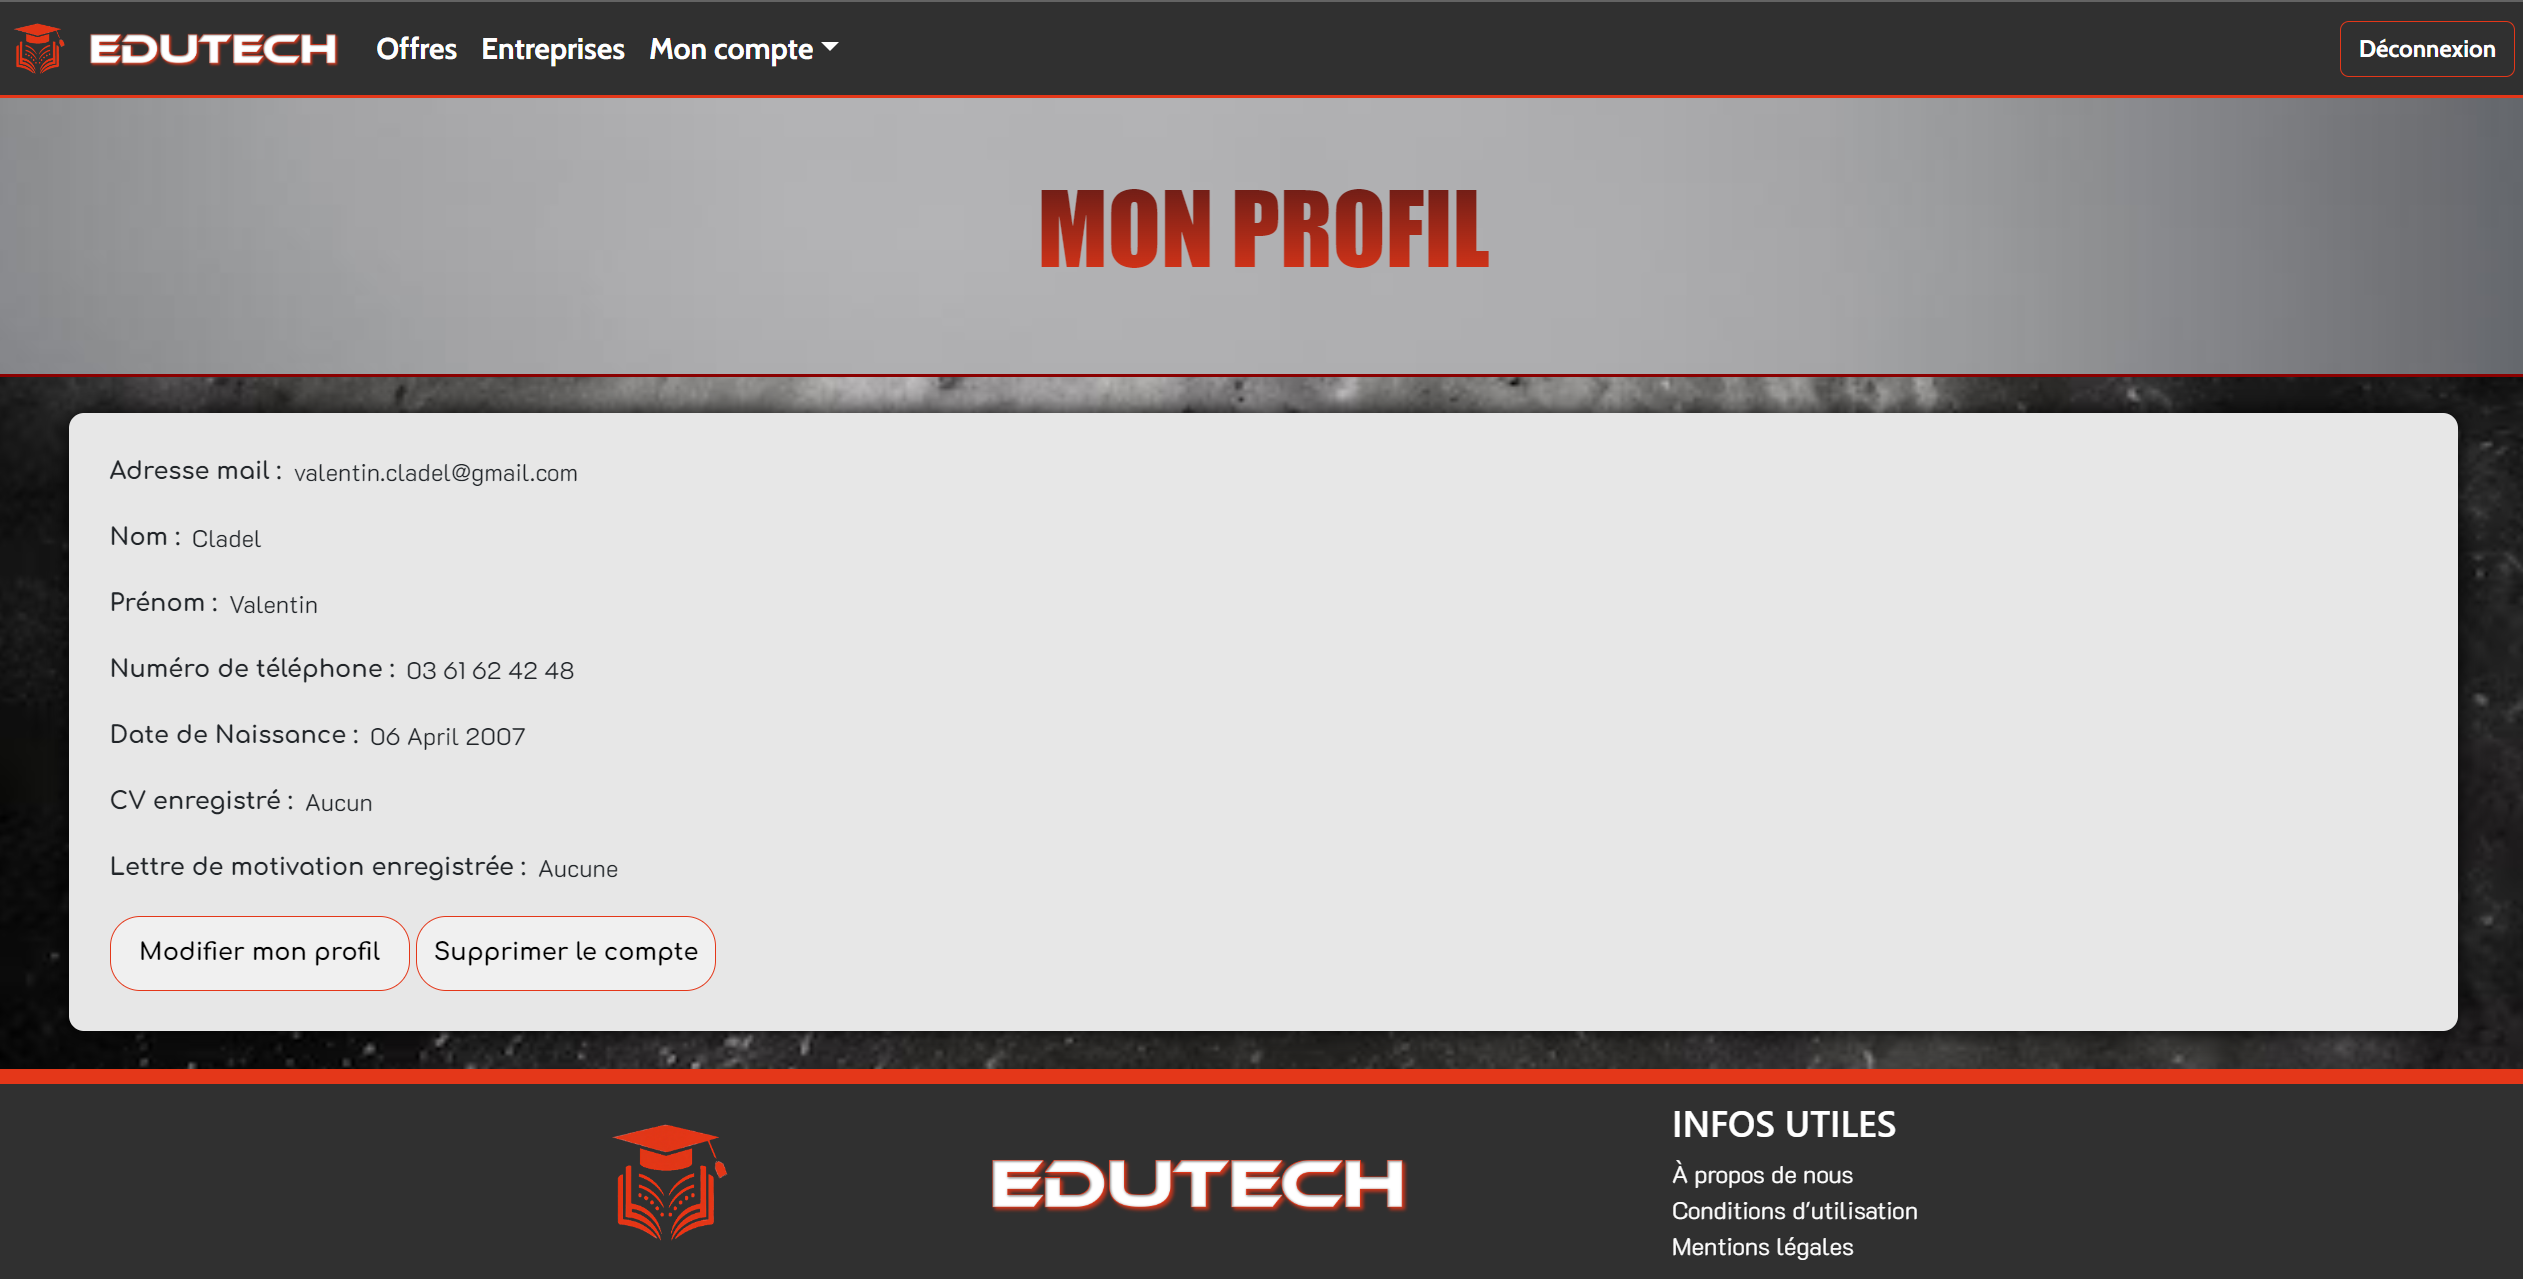 EDUTECH Offres Entreprises Mon compte Déconnexion
MON PROFIL
Adresse mail : valentin.cladel@gmail.com
Nom : Cladel
Prénom : Valentin
Numéro de téléphone : 03 61 62 42 48
Date de Naissance : 06 April 2007
CV enregistré : Aucun
Lettre de motivation enregistrée : Aucune
Modifier mon profil Supprimer le compte
EDUTECH
INFOS UTILES
À propos de nous
Conditions d'utilisation
Mentions légales